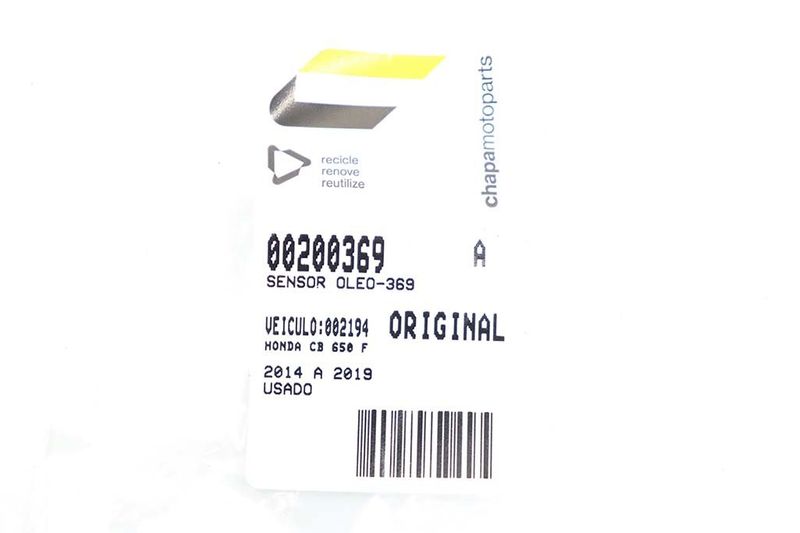 chapamotoparts
recicle
renove
reutilize
00200369 A
SENSOR OLEO-369
VEICULO:002194 ORIGINAL
HONDA CB 650 F
2014 A 2019
USADO